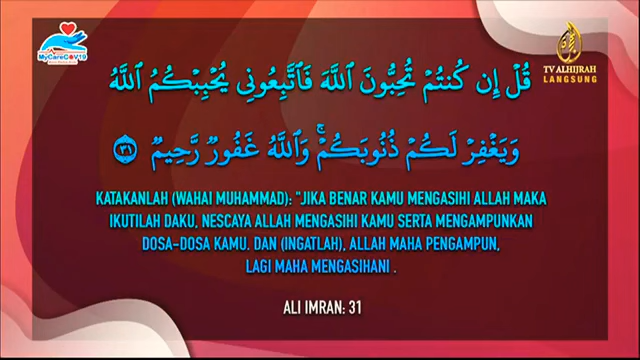 MyCareCOV19
TV ALHIJRAH
LANGSUNG
قُلْ إِن كُنتُمْ تُحِبُّونَ ٱللَّهَ فَٱتَّبِعُونِى يُحْبِبْكُمُ ٱللَّهُ
وَيَغْفِرْ لَكُمْ ذُنُوبَكُمْ ۗ وَٱللَّهُ غَفُورٌ رَّحِيمٌ ٣١
KATAKANLAH (WAHAI MUHAMMAD): "JIKA BENAR KAMU MENGASIHI ALLAH MAKA
IKUTILAH DAKU, NESCAYA ALLAH MENGASIHI KAMU SERTA MENGAMPUNKAN
DOSA-DOSA KAMU. DAN (INGATLAH), ALLAH MAHA PENGAMPUN,
LAGI MAHA MENGASIHANI .
ALI IMRAN: 31